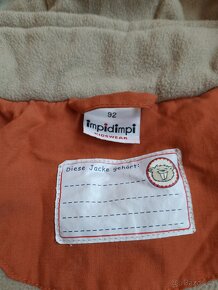 92
impidimpi
KIDSWEAR
Diese Jacke gehört: